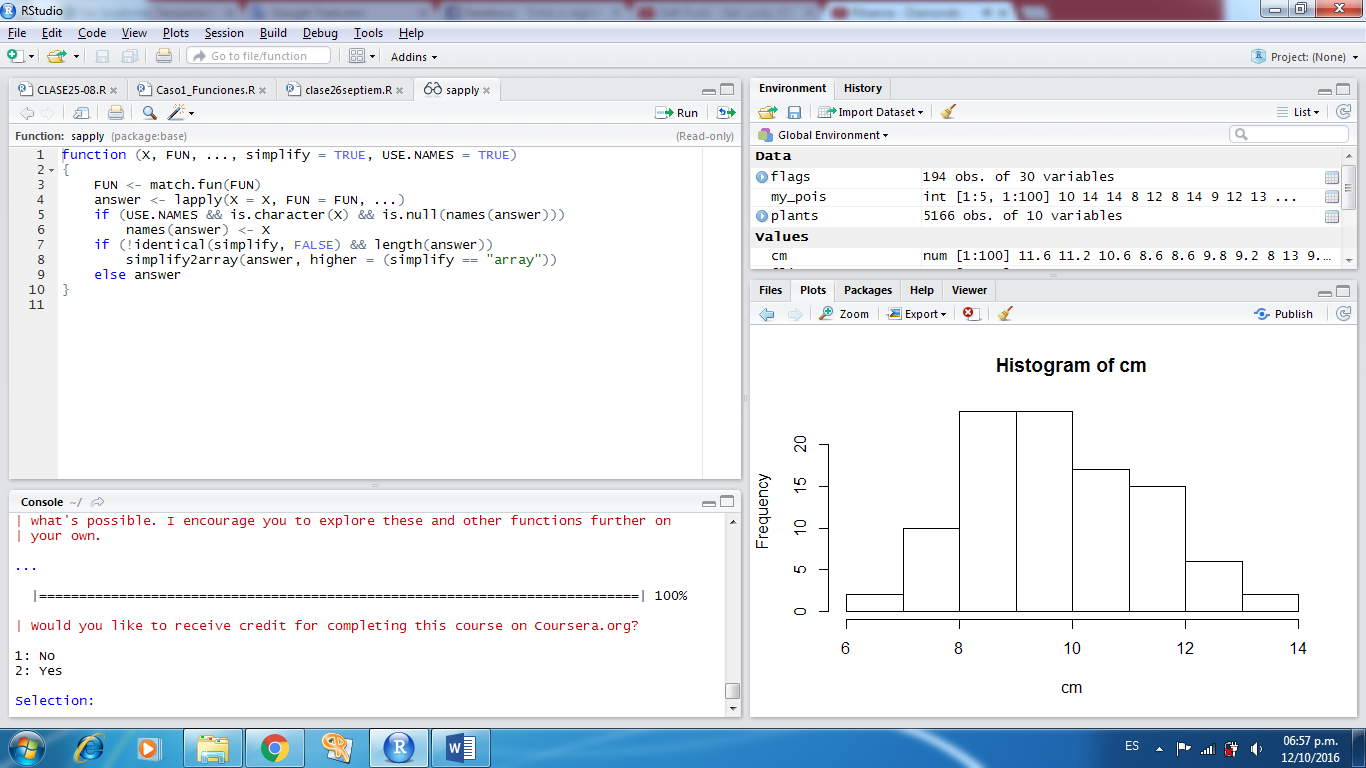 RStudio
File Edit Code View Plots Session Build Debug Tools Help
Go to file/function Addins Project: (None)
CLASE25-08.R Caso1_Funciones.R clase26septiem.R sapply
Run
Function: sapply (package:base) (Read-only)
1 function (X, FUN, ..., simplify = TRUE, USE.NAMES = TRUE)
2 {
3 FUN <- match.fun(FUN)
4 answer <- lapply(X = X, FUN = FUN, ...)
5 if (USE.NAMES && is.character(X) && is.null(names(answer)))
6 names(answer) <- X
7 if (!identical(simplify, FALSE) && length(answer))
8 simplify2array(answer, higher = (simplify == "array"))
9 else answer
10 }
11
Console ~/
| what's possible. I encourage you to explore these and other functions further on
| your own.
...
|===========================================================================| 100%
| Would you like to receive credit for completing this course on Coursera.org?
1: No
2: Yes
Selection:
Environment History
Import Dataset List
Global Environment
Data
flags 194 obs. of 30 variables
my_pois int [1:5, 1:100] 10 14 14 8 12 8 14 9 12 13 ...
plants 5166 obs. of 10 variables
Values
cm num [1:100] 11.6 11.2 10.6 8.6 8.6 9.8 9.2 8 13 9...
Files Plots Packages Help Viewer
Zoom Export Publish
Histogram of cm
Frequency
20
15
10
5
0
6 8 10 12 14
cm
ES 06:57 p.m.
12/10/2016